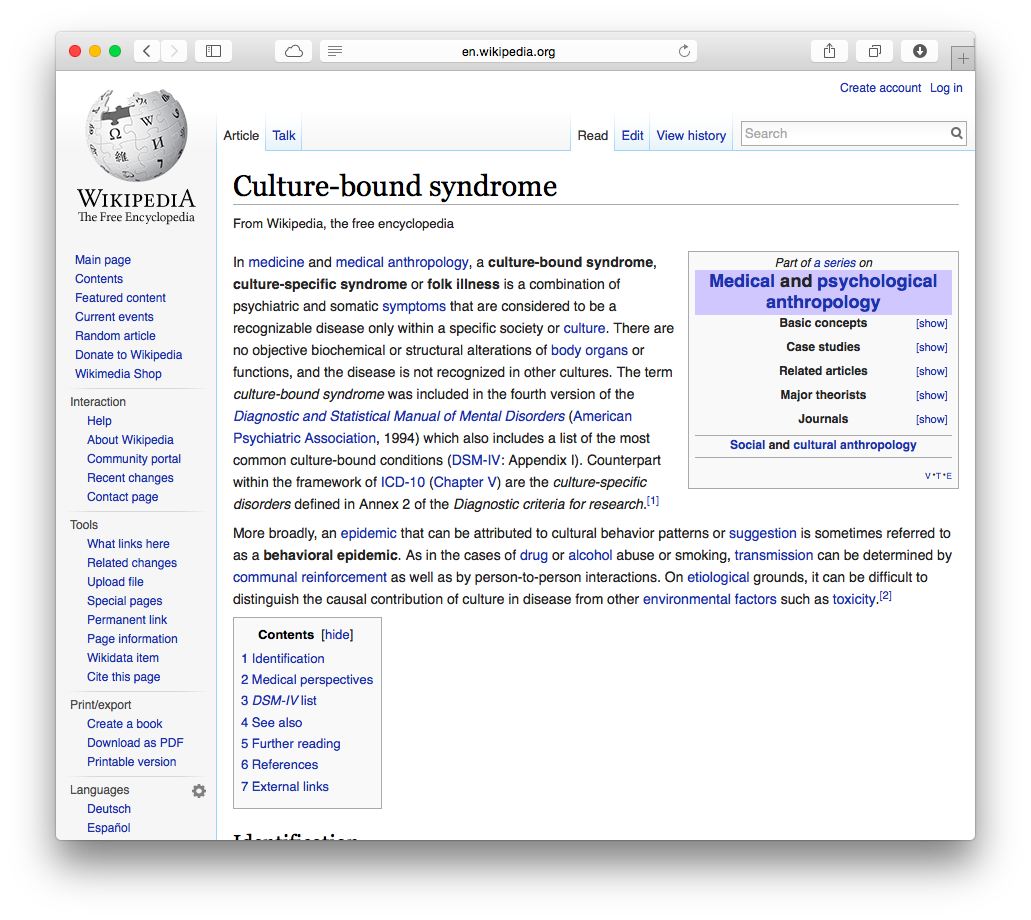 en.wikipedia.org
Create account Log in
Article Talk Read Edit View history Search
WIKIPEDIA
The Free Encyclopedia
Main page
Contents
Featured content
Current events
Random article
Donate to Wikipedia
Wikimedia Shop
Interaction
Help
About Wikipedia
Community portal
Recent changes
Contact page
Tools
What links here
Related changes
Upload file
Special pages
Permanent link
Page information
Wikidata item
Cite this page
Print/export
Create a book
Download as PDF
Printable version
Languages
Deutsch
Español
Culture-bound syndrome
From Wikipedia, the free encyclopedia
In medicine and medical anthropology, a culture-bound syndrome,
culture-specific syndrome or folk illness is a combination of
psychiatric and somatic symptoms that are considered to be a
recognizable disease only within a specific society or culture. There are
no objective biochemical or structural alterations of body organs or
functions, and the disease is not recognized in other cultures. The term
culture-bound syndrome was included in the fourth version of the
Diagnostic and Statistical Manual of Mental Disorders (American
Psychiatric Association, 1994) which also includes a list of the most
common culture-bound conditions (DSM-IV: Appendix I). Counterpart
within the framework of ICD-10 (Chapter V) are the culture-specific
disorders defined in Annex 2 of the Diagnostic criteria for research.[1]
Part of a series on
Medical and psychological
anthropology
Basic concepts [show]
Case studies [show]
Related articles [show]
Major theorists [show]
Journals [show]
Social and cultural anthropology
V • T • E
More broadly, an epidemic that can be attributed to cultural behavior patterns or suggestion is sometimes referred to
as a behavioral epidemic. As in the cases of drug or alcohol abuse or smoking, transmission can be determined by
communal reinforcement as well as by person-to-person interactions. On etiological grounds, it can be difficult to
distinguish the causal contribution of culture in disease from other environmental factors such as toxicity.[2]
Contents [hide]
1 Identification
2 Medical perspectives
3 DSM-IV list
4 See also
5 Further reading
6 References
7 External links
Identification